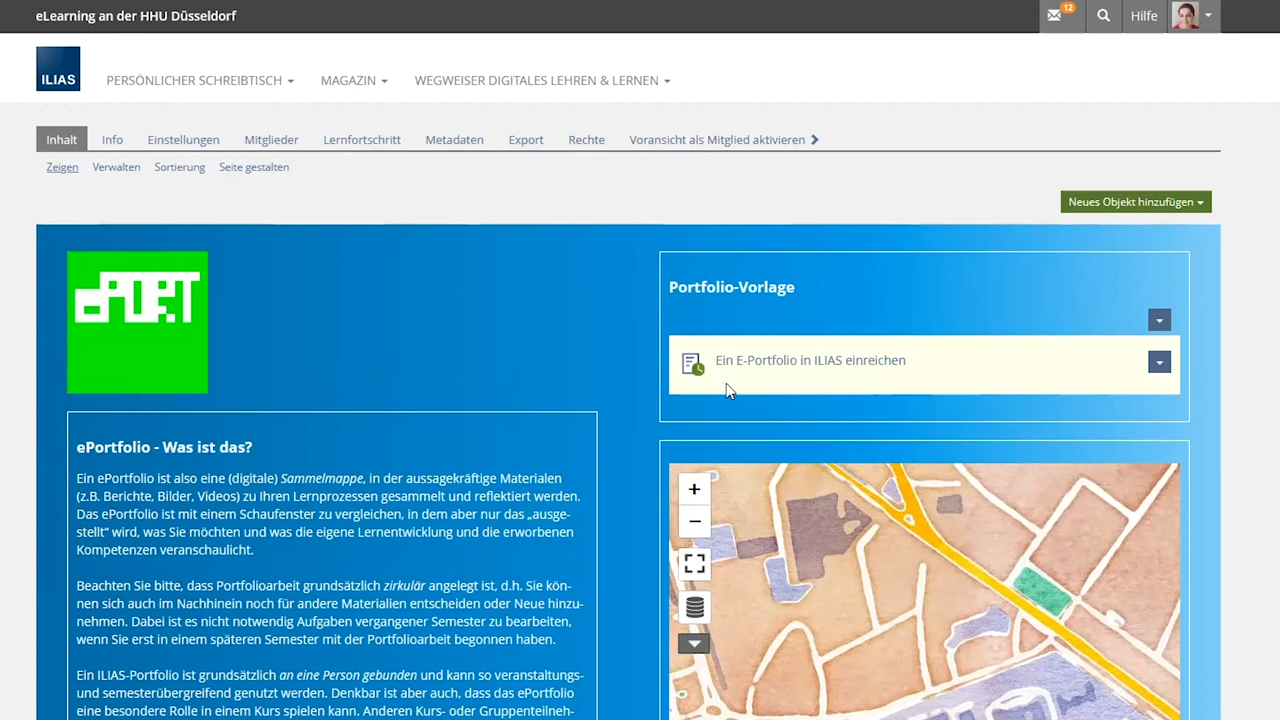 eLearning an der HHU Düsseldorf
12
Hilfe
ILIAS
PERSÖNLICHER SCHREIBTISCH
MAGAZIN
WEGWEISER DIGITALES LEHREN & LERNEN
Inhalt
Info
Einstellungen
Mitglieder
Lernfortschritt
Metadaten
Export
Rechte
Voransicht als Mitglied aktivieren
Zeigen
Verwalten
Sortierung
Seite gestalten
Neues Objekt hinzufügen
ePORT
ePortfolio - Was ist das?
Ein ePortfolio ist also eine (digitale) Sammelmappe, in der aussagekräftige Materialen
(z.B. Berichte, Bilder, Videos) zu Ihren Lernprozessen gesammelt und reflektiert werden.
Das ePortfolio ist mit einem Schaufenster zu vergleichen, in dem aber nur das „ausge-
stellt“ wird, was Sie möchten und was die eigene Lernentwicklung und die erworbenen
Kompetenzen veranschaulicht.
Beachten Sie bitte, dass Portfolioarbeit grundsätzlich zirkulär angelegt ist, d.h. Sie kön-
nen sich auch im Nachhinein noch für andere Materialien entscheiden oder Neue hinzu-
nehmen. Dabei ist es nicht notwendig Aufgaben vergangener Semester zu bearbeiten,
wenn Sie erst in einem späteren Semester mit der Portfolioarbeit begonnen haben.
Ein ILIAS-Portfolio ist grundsätzlich an eine Person gebunden und kann so veranstaltungs-
und semesterübergreifend genutzt werden. Denkbar ist aber auch, dass das ePortfolio
eine besondere Rolle in einem Kurs spielen kann. Anderen Kurs- oder Gruppenteilneh-
Portfolio-Vorlage
Ein E-Portfolio in ILIAS einreichen
+
−